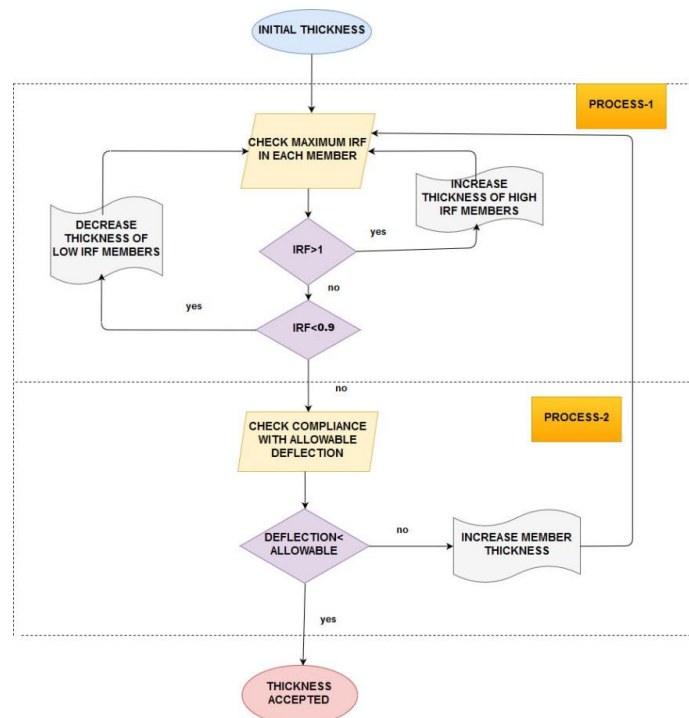 INITIAL THICKNESS
PROCESS-1
CHECK MAXIMUM IRF
IN EACH MEMBER
INCREASE
THICKNESS OF HIGH
IRF MEMBERS
DECREASE
THICKNESS OF
LOW IRF MEMBERS
yes
IRF>1
no
yes
IRF<0.9
no
PROCESS-2
CHECK COMPLIANCE
WITH ALLOWABLE
DEFLECTION
DEFLECTION<
ALLOWABLE
no
INCREASE MEMBER
THICKNESS
yes
THICKNESS
ACCEPTED